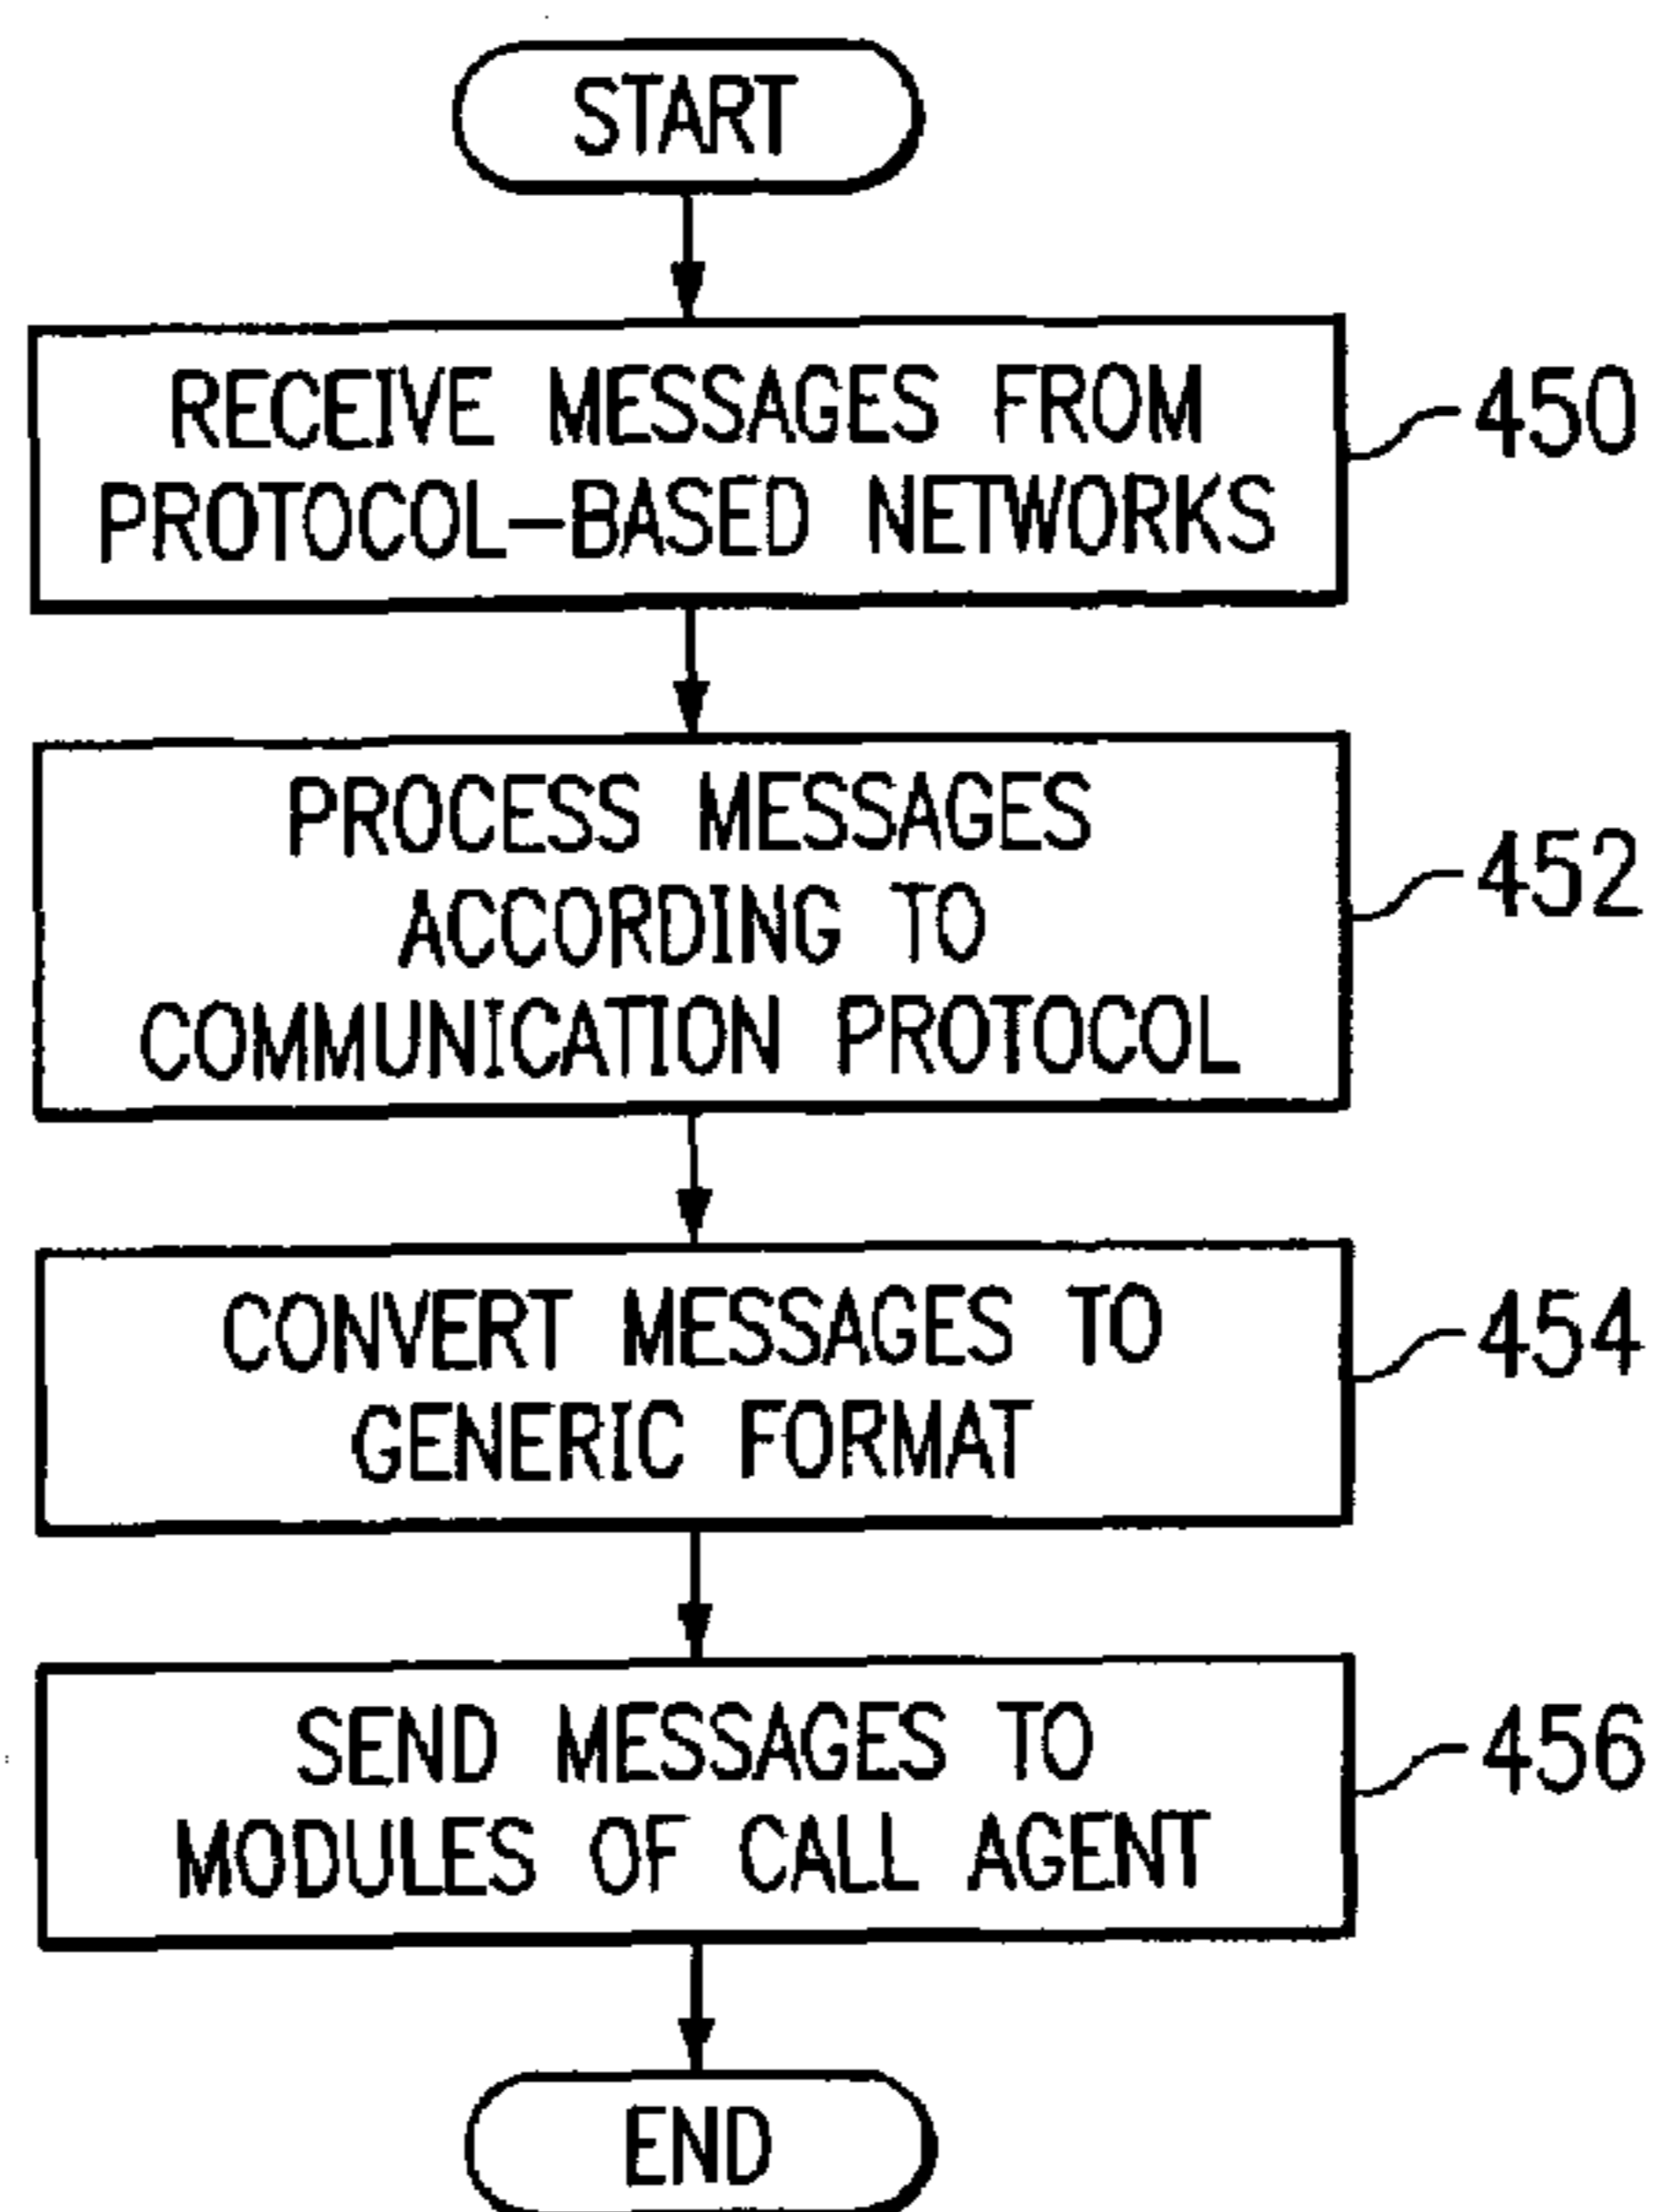 START
RECEIVE MESSAGES FROM
PROTOCOL-BASED NETWORKS
450
PROCESS MESSAGES
ACCORDING TO
COMMUNICATION PROTOCOL
452
CONVERT MESSAGES TO
GENERIC FORMAT
454
SEND MESSAGES TO
MODULES OF CALL AGENT
456
END